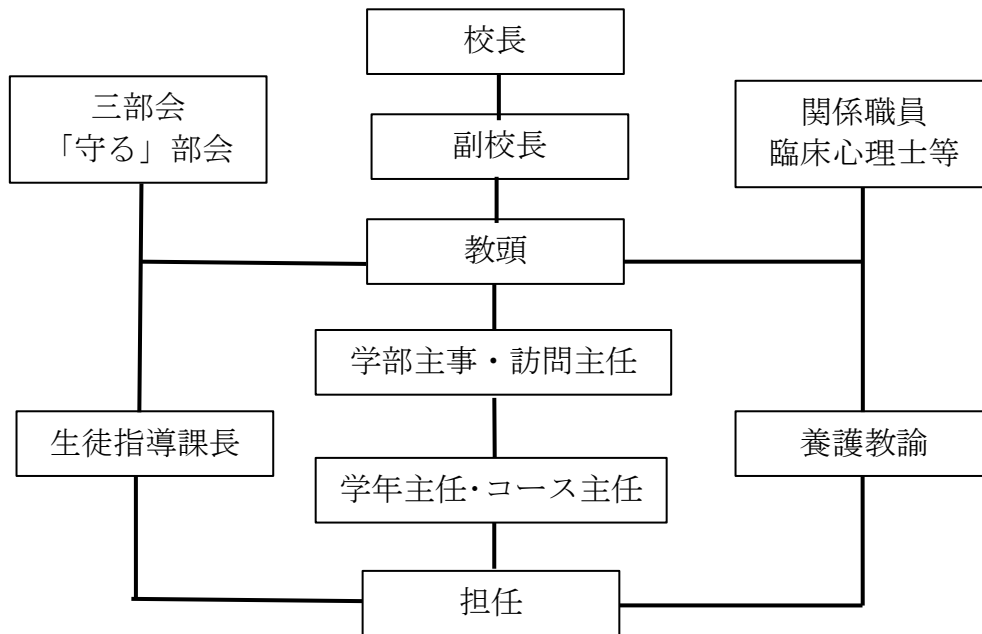 校長
三部会
「守る」部会
副校長
関係職員
臨床心理士等
教頭
学部主事・訪問主任
生徒指導課長
養護教諭
学年主任・コース主任
担任